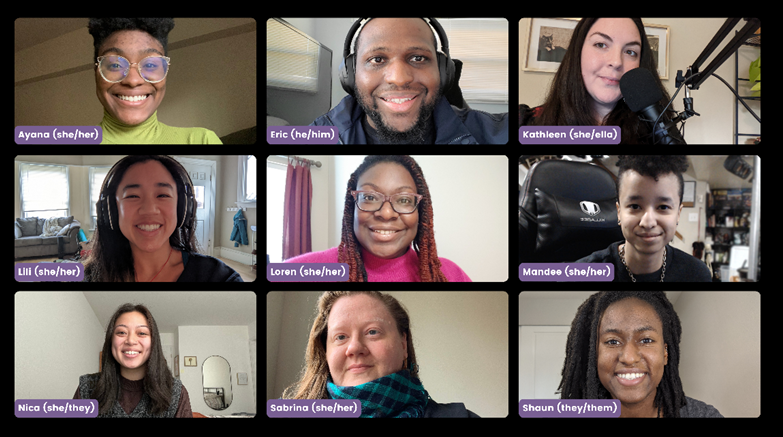 Ayana (she/her)
Eric (he/him)
Kathleen (she/ella)
Lili (she/her)
Loren (she/her)
Mandee (she/her)
Nica (she/they)
Sabrina (she/her)
Shaun (they/them)